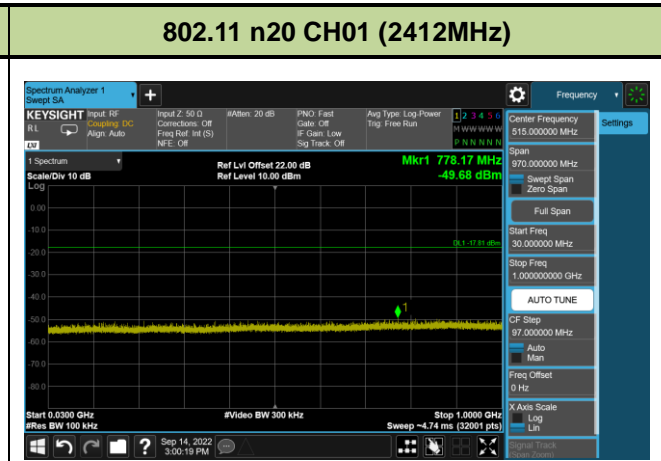 802.11 n20 CH01 (2412MHz)
Spectrum Analyzer 1
Swept SA
Frequency
KEYSIGHT
RL
LXI
Input: RF
Coupling: DC
Align: Auto
Input Z: 50 Ω
Corrections: Off
Freq Ref: Int (S)
NFE: Off
#Atten: 20 dB
PNO: Fast
Gate: Off
IF Gain: Low
Sig Track: Off
Avg Type: Log-Power
Trig: Free Run
1 2 3 4 5 6
M W W W W W
P N N N N N
Center Frequency
515.000000 MHz
Settings
1 Spectrum
Scale/Div 10 dB
Log
Ref Lvl Offset 22.00 dB
Ref Level 10.00 dBm
Mkr1 778.17 MHz
-49.68 dBm
Span
970.000000 MHz
Swept Span
Zero Span
Full Span
Start Freq
30.000000 MHz
Stop Freq
1.000000000 GHz
AUTO TUNE
CF Step
97.000000 MHz
Auto
Man
Freq Offset
0 Hz
X Axis Scale
Log
Lin
Signal Track
(Span Zoom)
0.00
-10.0
DL1 -17.81 dBm
-20.0
-30.0
-40.0
1
-50.0
-60.0
-70.0
-80.0
Start 0.0300 GHz
#Res BW 100 kHz
#Video BW 300 kHz
Stop 1.0000 GHz
Sweep ~4.74 ms (32001 pts)
?
Sep 14, 2022
3:00:19 PM